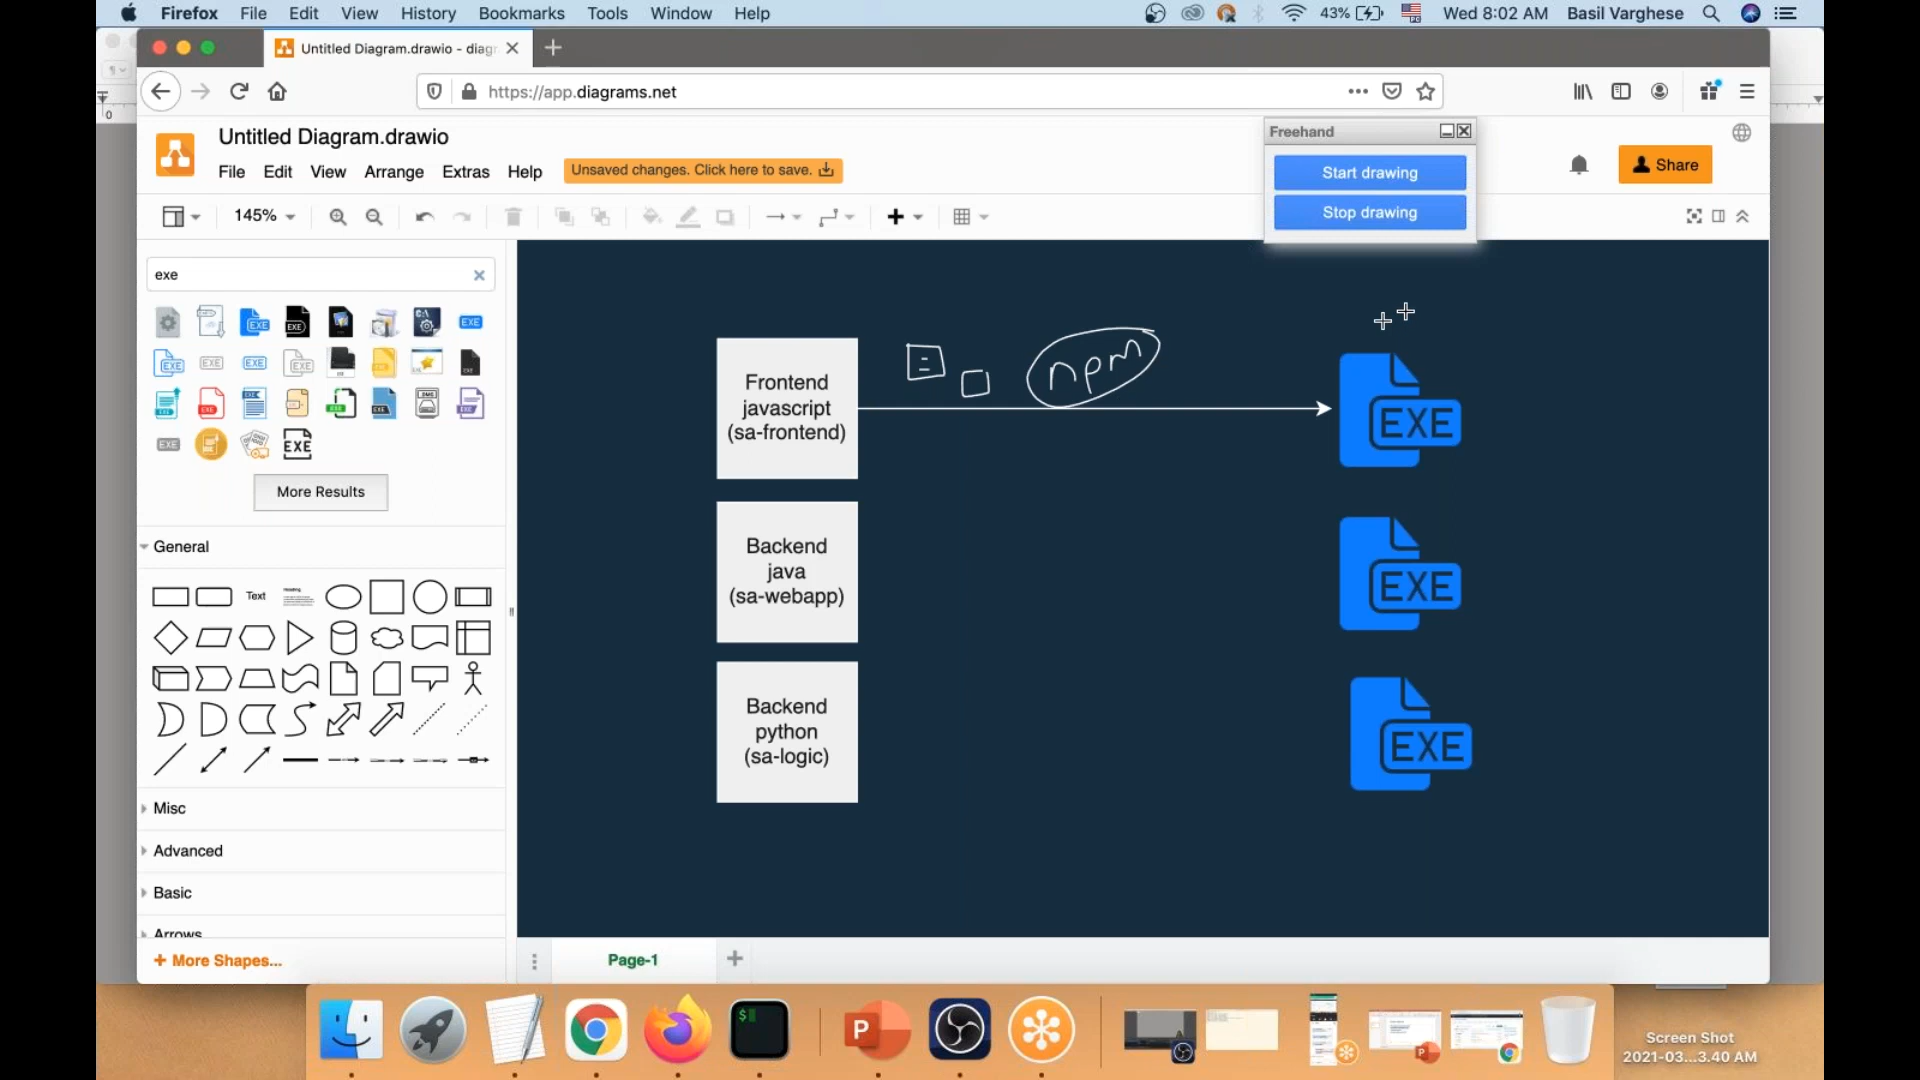 Firefox File Edit View History Bookmarks Tools Window Help 43% Wed 8:02 AM Basil Varghese
Untitled Diagram.drawio - diag
https://app.diagrams.net
Untitled Diagram.drawio
File Edit View Arrange Extras Help Unsaved changes. Click here to save.
Freehand
Start drawing
Stop drawing
Share
145%
exe
More Results
General
Text
Misc
Advanced
Basic
Arrows
+ More Shapes...
Frontend
javascript
(sa-frontend)
npm
EXE
Backend
java
(sa-webapp)
EXE
Backend
python
(sa-logic)
EXE
Page-1
Screen Shot
2021-03...3.40 AM